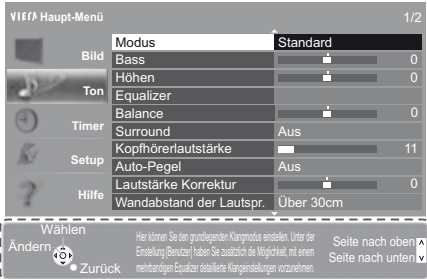 VIERA Haupt-Menü 1/2
Bild
Ton
Timer
Setup
Hilfe
Modus Standard
Bass 0
Höhen 0
Equalizer
Balance 0
Surround Aus
Kopfhörerlautstärke 11
Auto-Pegel Aus
Lautstärke Korrektur 0
Wandabstand der Lautspr. Über 30cm
Wählen
Ändern
Zurück
Hier können Sie den grundlegenden Klangmodus einstellen. Unter der
Einstellung [Benutzer] haben Sie zusätzlich die Möglichkeit, mit einem
mehrbandigen Equalizer detaillierte Klangeinstellungen vorzunehmen.
Seite nach oben
Seite nach unten